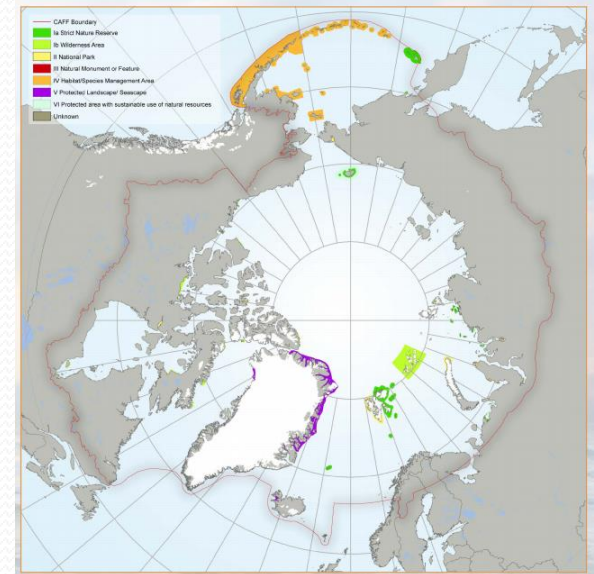 CAFF Boundary
Ia Strict Nature Reserve
Ib Wilderness Area
II National Park
III Natural Monument or Feature
IV Habitat/Species Management Area
V Protected Landscape/ Seascape
VI Protected area with sustainable use of natural resources
Unknown